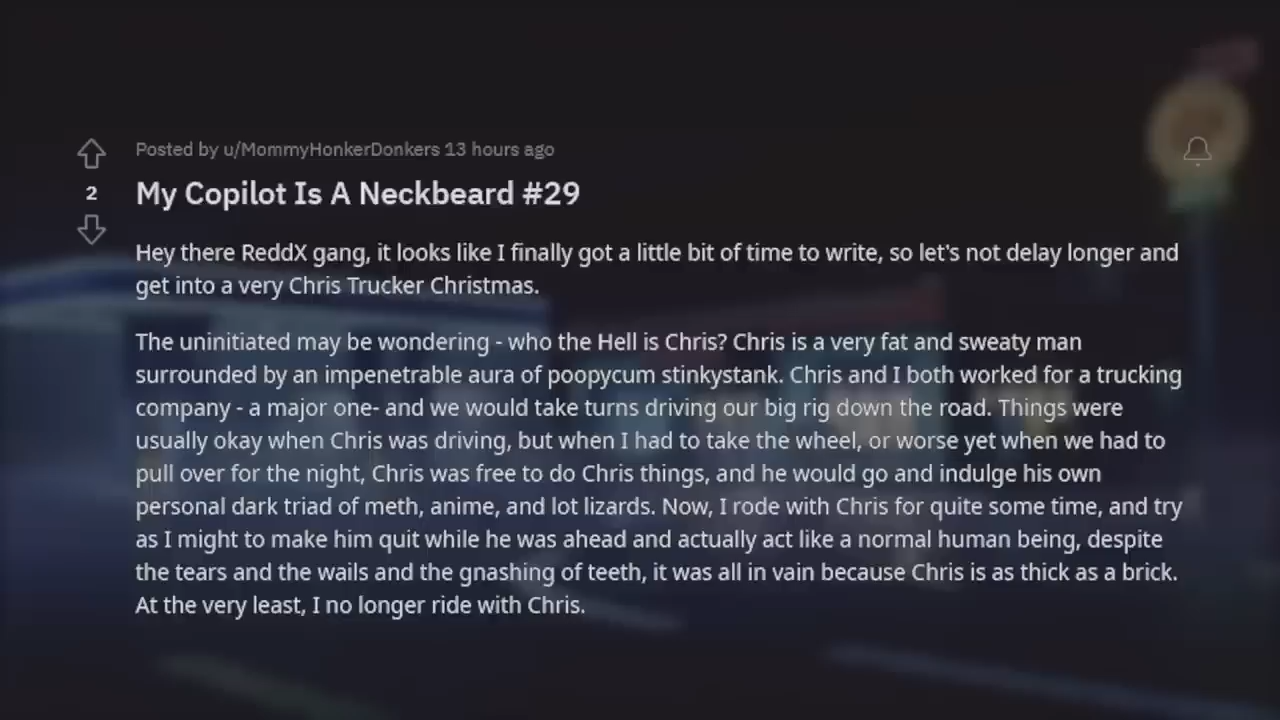 Posted by u/MommyHonkerDonkers 13 hours ago
2
My Copilot Is A Neckbeard #29
Hey there ReddX gang, it looks like I finally got a little bit of time to write, so let's not delay longer and
get into a very Chris Trucker Christmas.
The uninitiated may be wondering - who the Hell is Chris? Chris is a very fat and sweaty man
surrounded by an impenetrable aura of poopycum stinkystank. Chris and I both worked for a trucking
company - a major one- and we would take turns driving our big rig down the road. Things were
usually okay when Chris was driving, but when I had to take the wheel, or worse yet when we had to
pull over for the night, Chris was free to do Chris things, and he would go and indulge his own
personal dark triad of meth, anime, and lot lizards. Now, I rode with Chris for quite some time, and try
as I might to make him quit while he was ahead and actually act like a normal human being, despite
the tears and the wails and the gnashing of teeth, it was all in vain because Chris is as thick as a brick.
At the very least, I no longer ride with Chris.